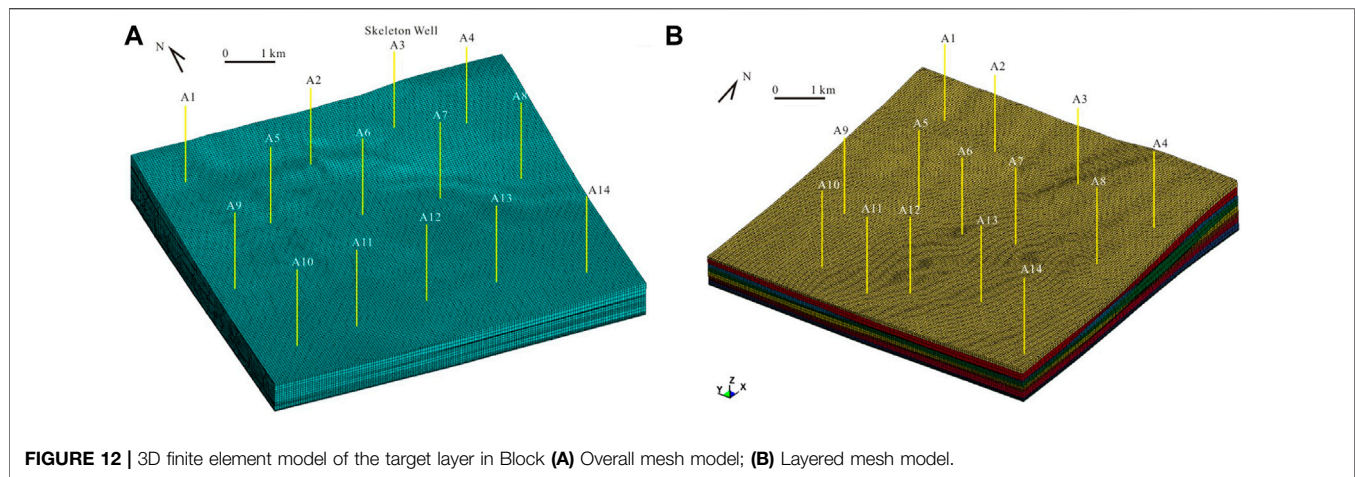 A
N
0 1 km
Skeleton Well
A3
A4
A1
A2
A8
A7
A5
A6
A14
A9
A13
A12
A11
A10
B
N
0 1 km
A1
A2
A3
A9
A5
A4
A6
A7
A10
A8
A11
A12
A13
A14
Z
Y X
FIGURE 12 | 3D finite element model of the target layer in Block (A) Overall mesh model; (B) Layered mesh model.